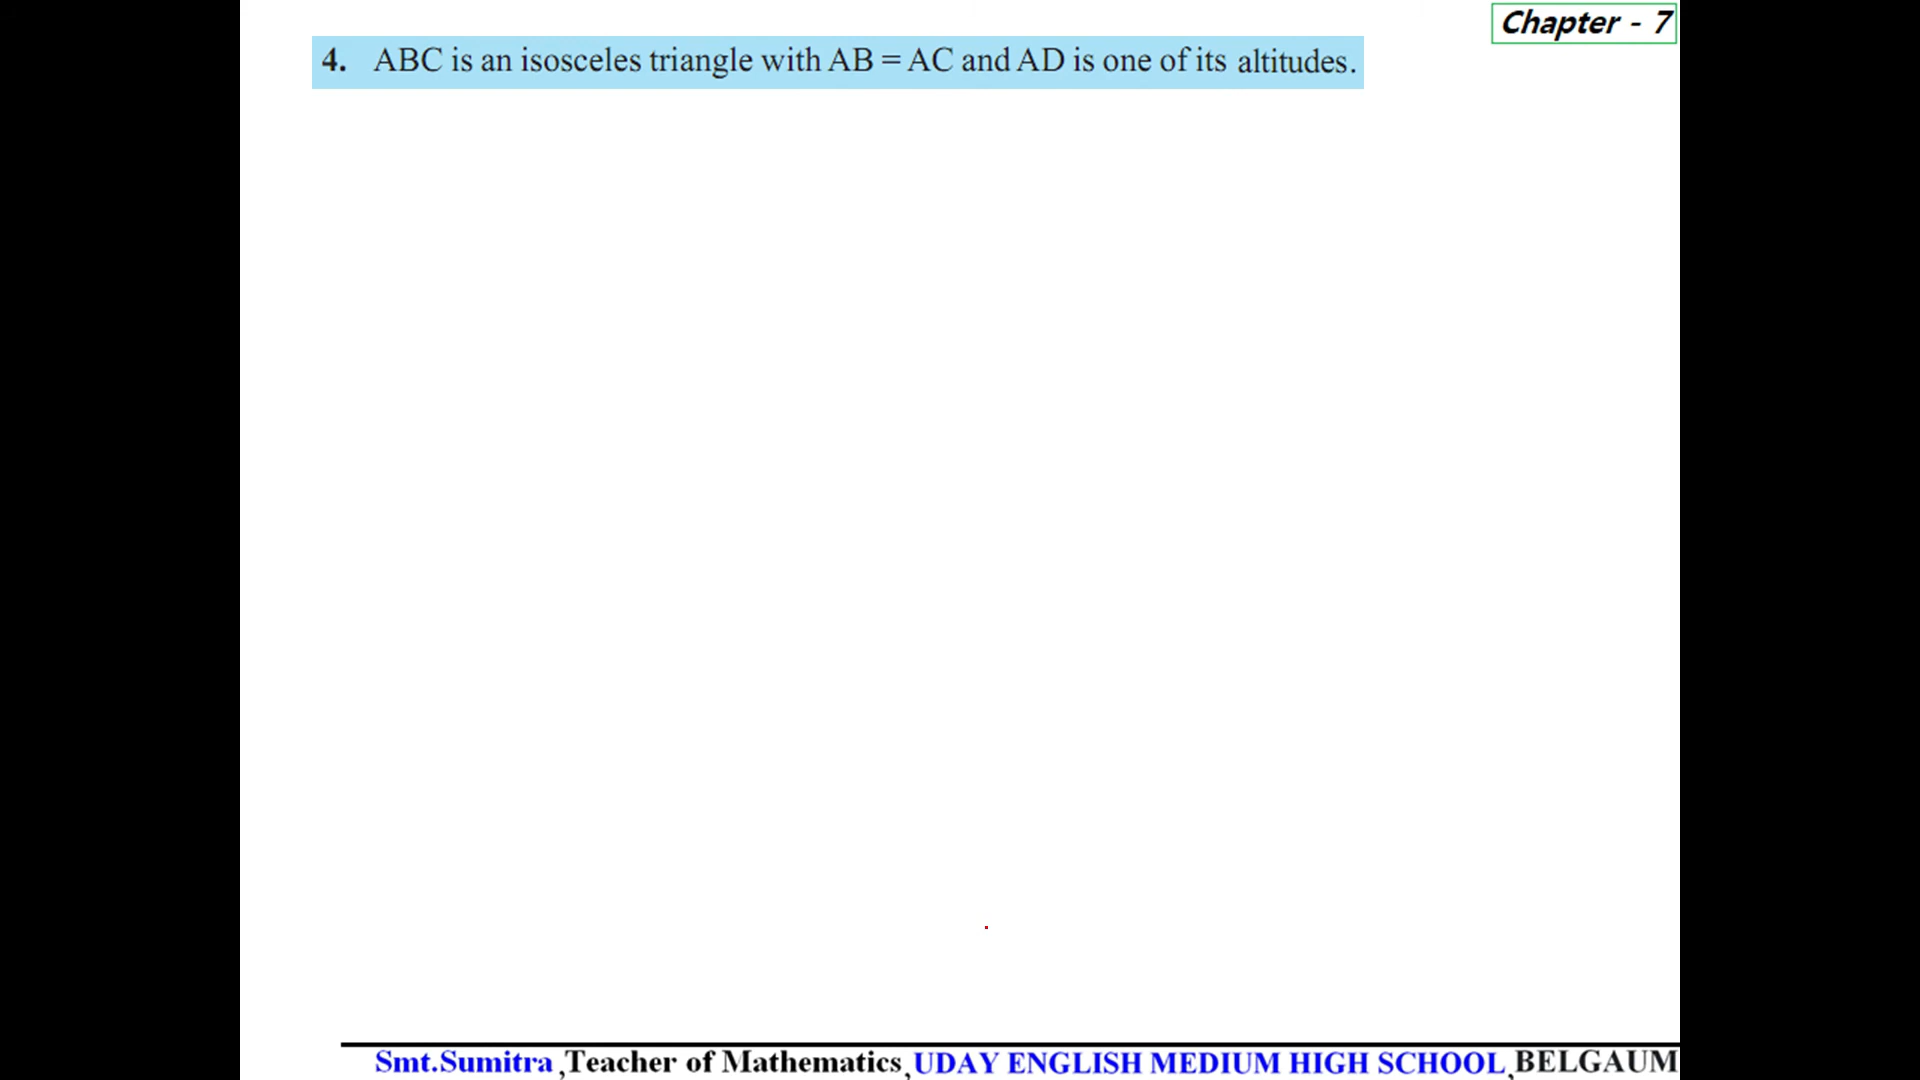 Chapter - 7
4. ABC is an isosceles triangle with AB = AC and AD is one of its altitudes.
Smt.Sumitra ,Teacher of Mathematics,UDAY ENGLISH MEDIUM HIGH SCHOOL,BELGAUM